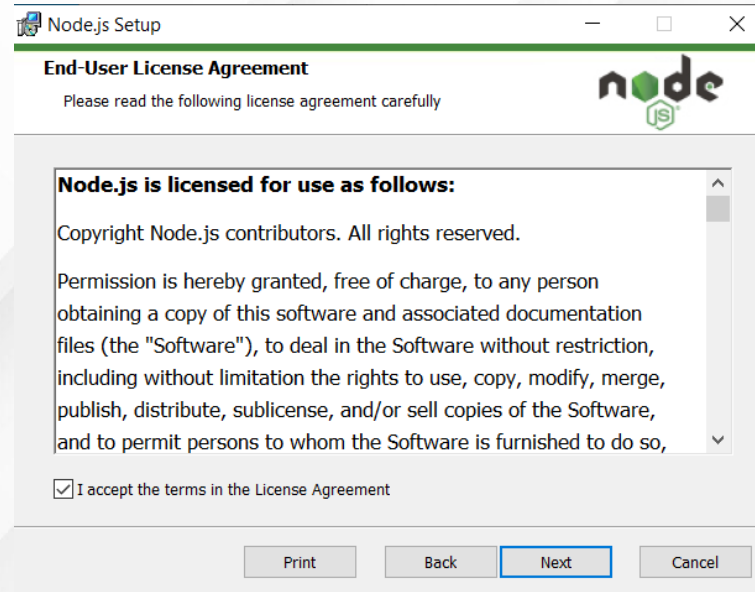 Node.js Setup
End-User License Agreement
Please read the following license agreement carefully
node
JS
Node.js is licensed for use as follows:
Copyright Node.js contributors. All rights reserved.
Permission is hereby granted, free of charge, to any person
obtaining a copy of this software and associated documentation
files (the "Software"), to deal in the Software without restriction,
including without limitation the rights to use, copy, modify, merge,
publish, distribute, sublicense, and/or sell copies of the Software,
and to permit persons to whom the Software is furnished to do so,
I accept the terms in the License Agreement
Print Back Next Cancel